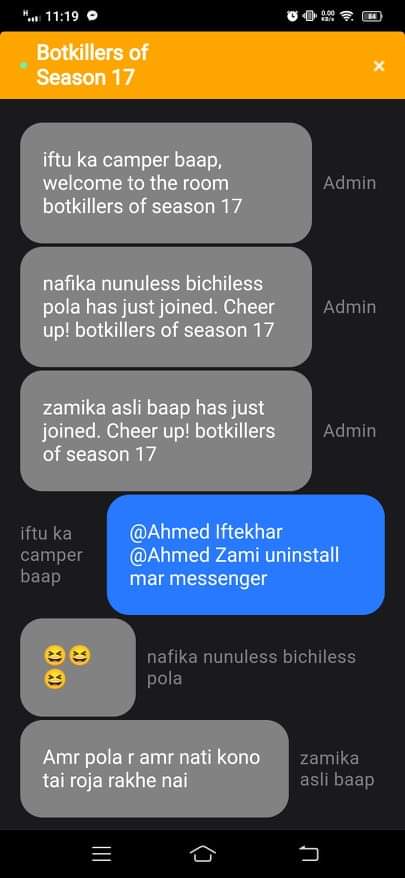 H 11:19 0.00 KB/s 84
Botkillers of
Season 17
×
iftu ka camper baap,
welcome to the room
botkillers of season 17
Admin
nafika nunuless bichiless
pola has just joined. Cheer
up! botkillers of season 17
Admin
zamika asli baap has just
joined. Cheer up! botkillers
of season 17
Admin
iftu ka
camper
baap
@Ahmed Iftekhar
@Ahmed Zami uninstall
mar messenger
😆😆
😆
nafika nunuless bichiless
pola
Amr pola r amr nati kono
tai roja rakhe nai
zamika
asli baap